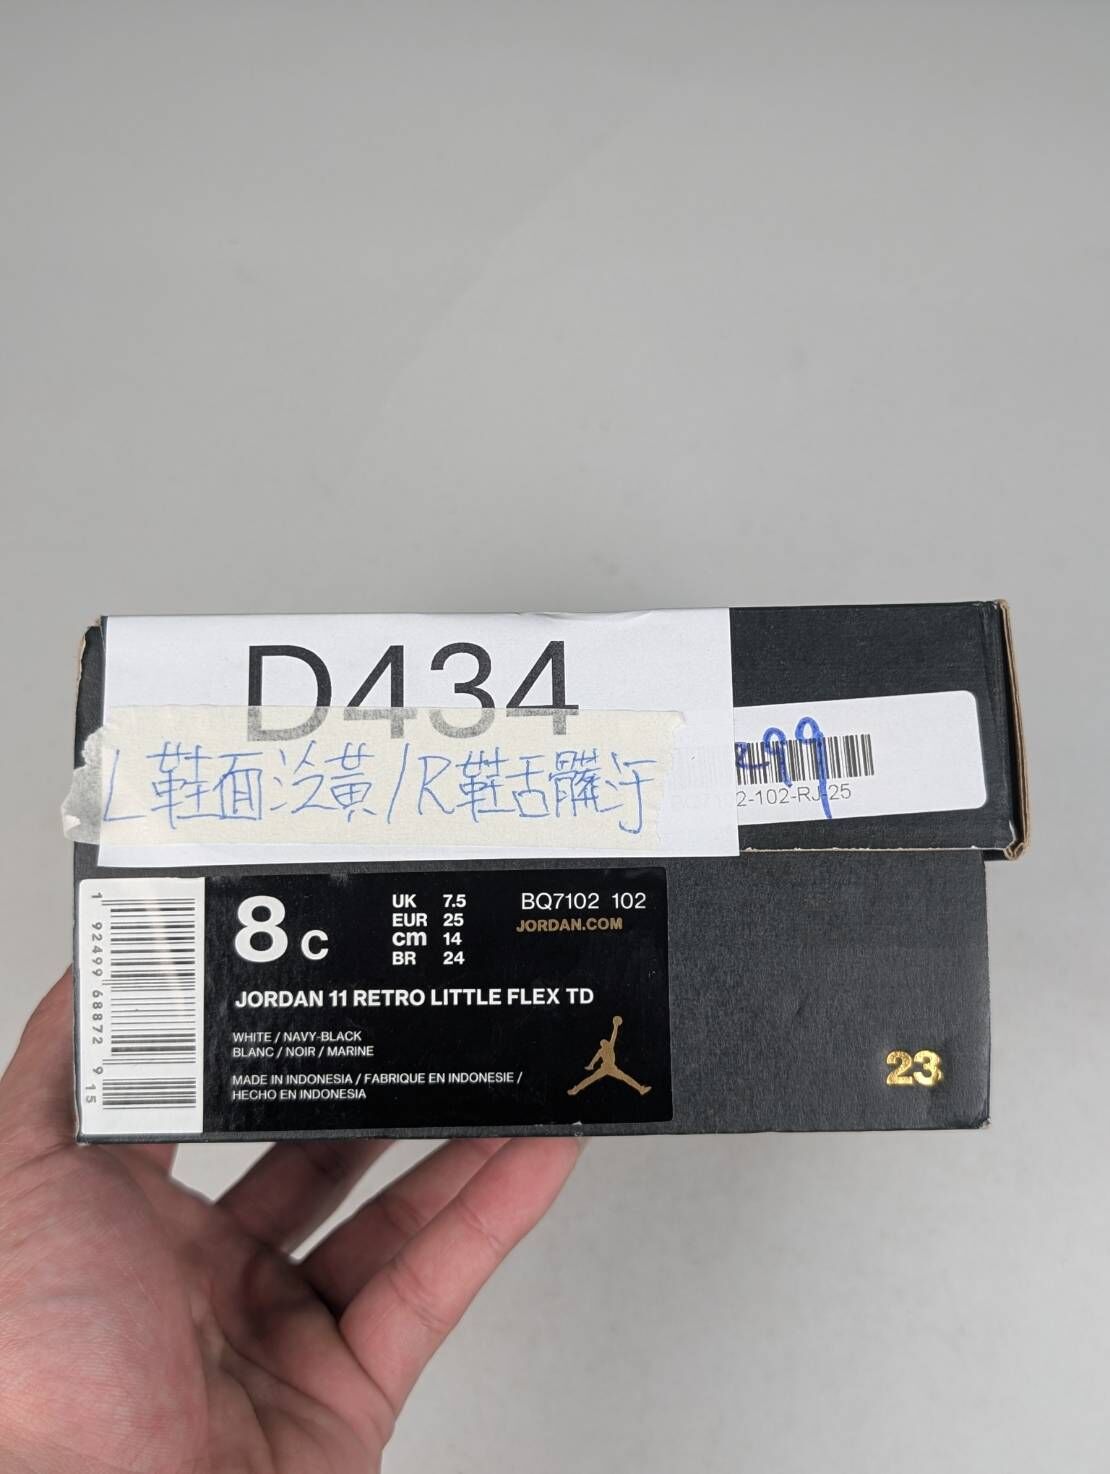 D434
L鞋面泛黃/R鞋舌髒汙
299
2-102-RJ-25
8C
UK 7.5
EUR 25
cm 14
BR 24
BQ7102 102
JORDAN.COM
JORDAN 11 RETRO LITTLE FLEX TD
WHITE / NAVY-BLACK
BLANC / NOIR / MARINE
MADE IN INDONESIA / FABRIQUE EN INDONESIE /
HECHO EN INDONESIA
1 92499 68872 9 15
23